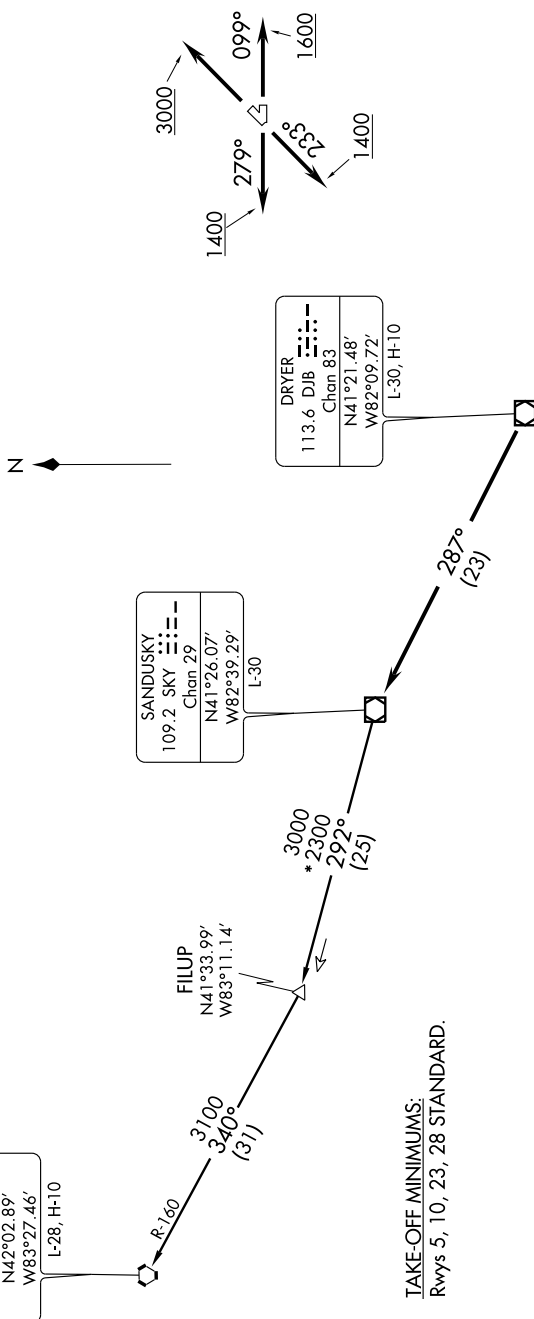 3000
099°
1600
279°
233°
1400
1400
N
DRYER
113.6 DJB
Chan 83
N41°21.48'
W82°09.72'
L-30, H-10
287°
(23)
SANDUSKY
109.2 SKY
Chan 29
N41°26.07'
W82°39.29'
L-30
3000
*2300
292°
(25)
FILUP
N41°33.99'
W83°11.14'
3100
340°
(31)
R-160
N42°02.89'
W83°27.46'
L-28, H-10
TAKE-OFF MINIMUMS:
Rwys 5, 10, 23, 28 STANDARD.